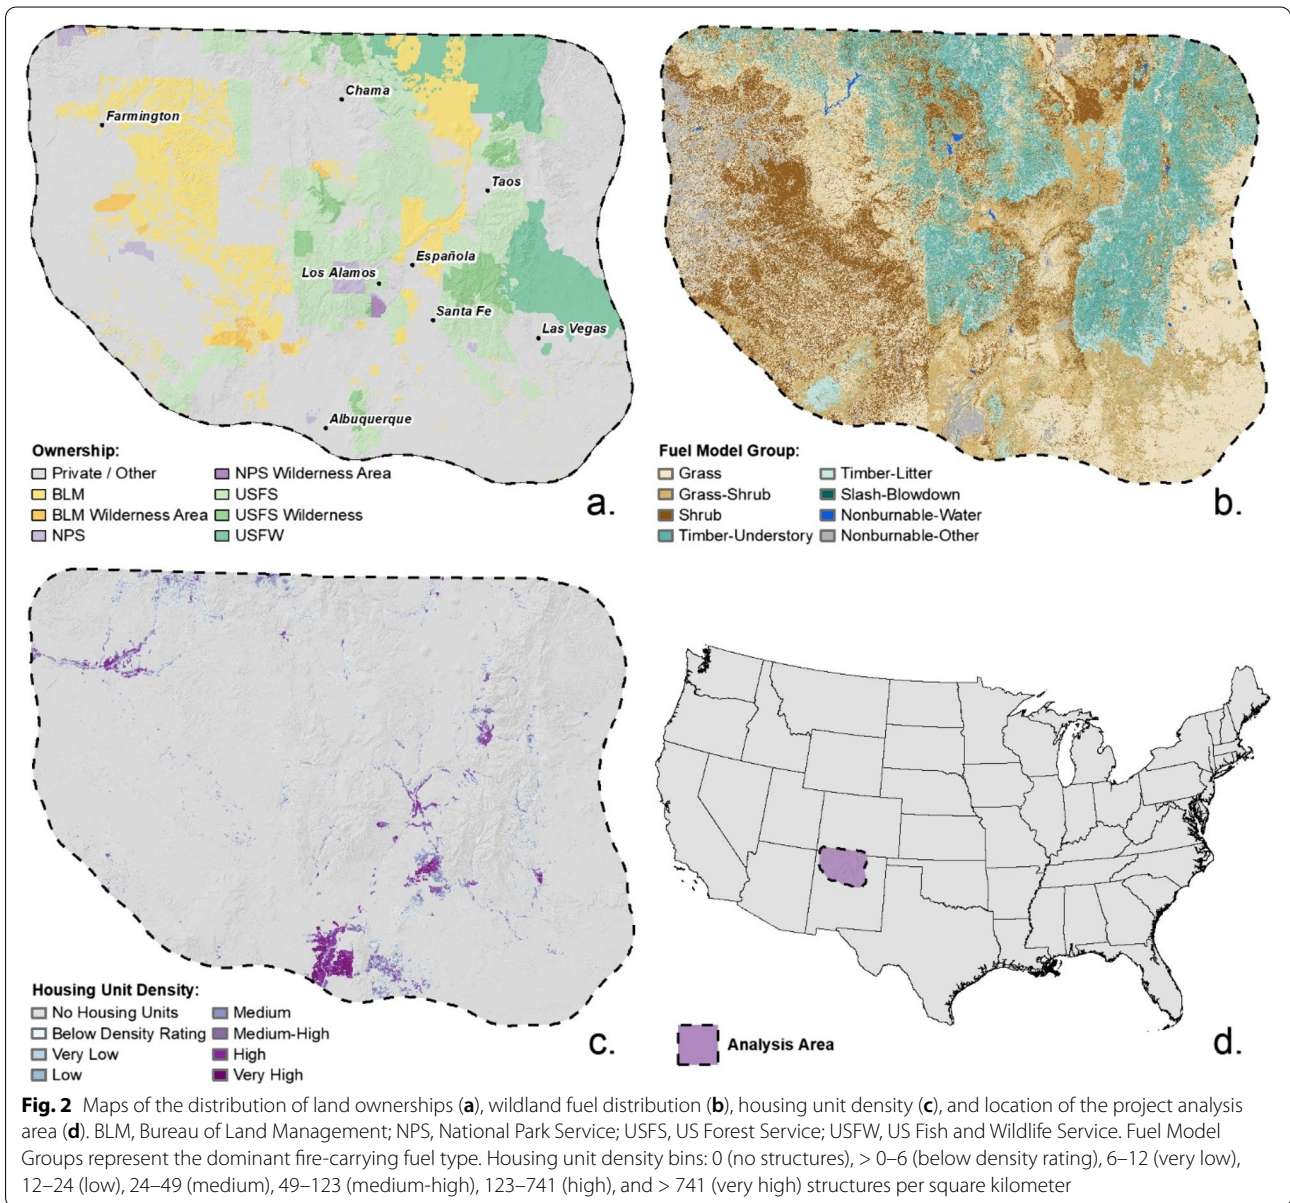 Chama
Farmington
Taos
Española
Los Alamos
Santa Fe
Las Vegas
Albuquerque
Ownership:
Private / Other
BLM
BLM Wilderness Area
NPS
NPS Wilderness Area
USFS
USFS Wilderness
USFW
a.
Fuel Model Group:
Grass
Grass-Shrub
Shrub
Timber-Understory
Timber-Litter
Slash-Blowdown
Nonburnable-Water
Nonburnable-Other
b.
Housing Unit Density:
No Housing Units
Below Density Rating
Very Low
Low
Medium
Medium-High
High
Very High
c.
Analysis Area
d.
Fig. 2 Maps of the distribution of land ownerships (a), wildland fuel distribution (b), housing unit density (c), and location of the project analysis
area (d). BLM, Bureau of Land Management; NPS, National Park Service; USFS, US Forest Service; USFW, US Fish and Wildlife Service. Fuel Model
Groups represent the dominant fire-carrying fuel type. Housing unit density bins: 0 (no structures), > 0–6 (below density rating), 6–12 (very low),
12–24 (low), 24–49 (medium), 49–123 (medium-high), 123–741 (high), and > 741 (very high) structures per square kilometer